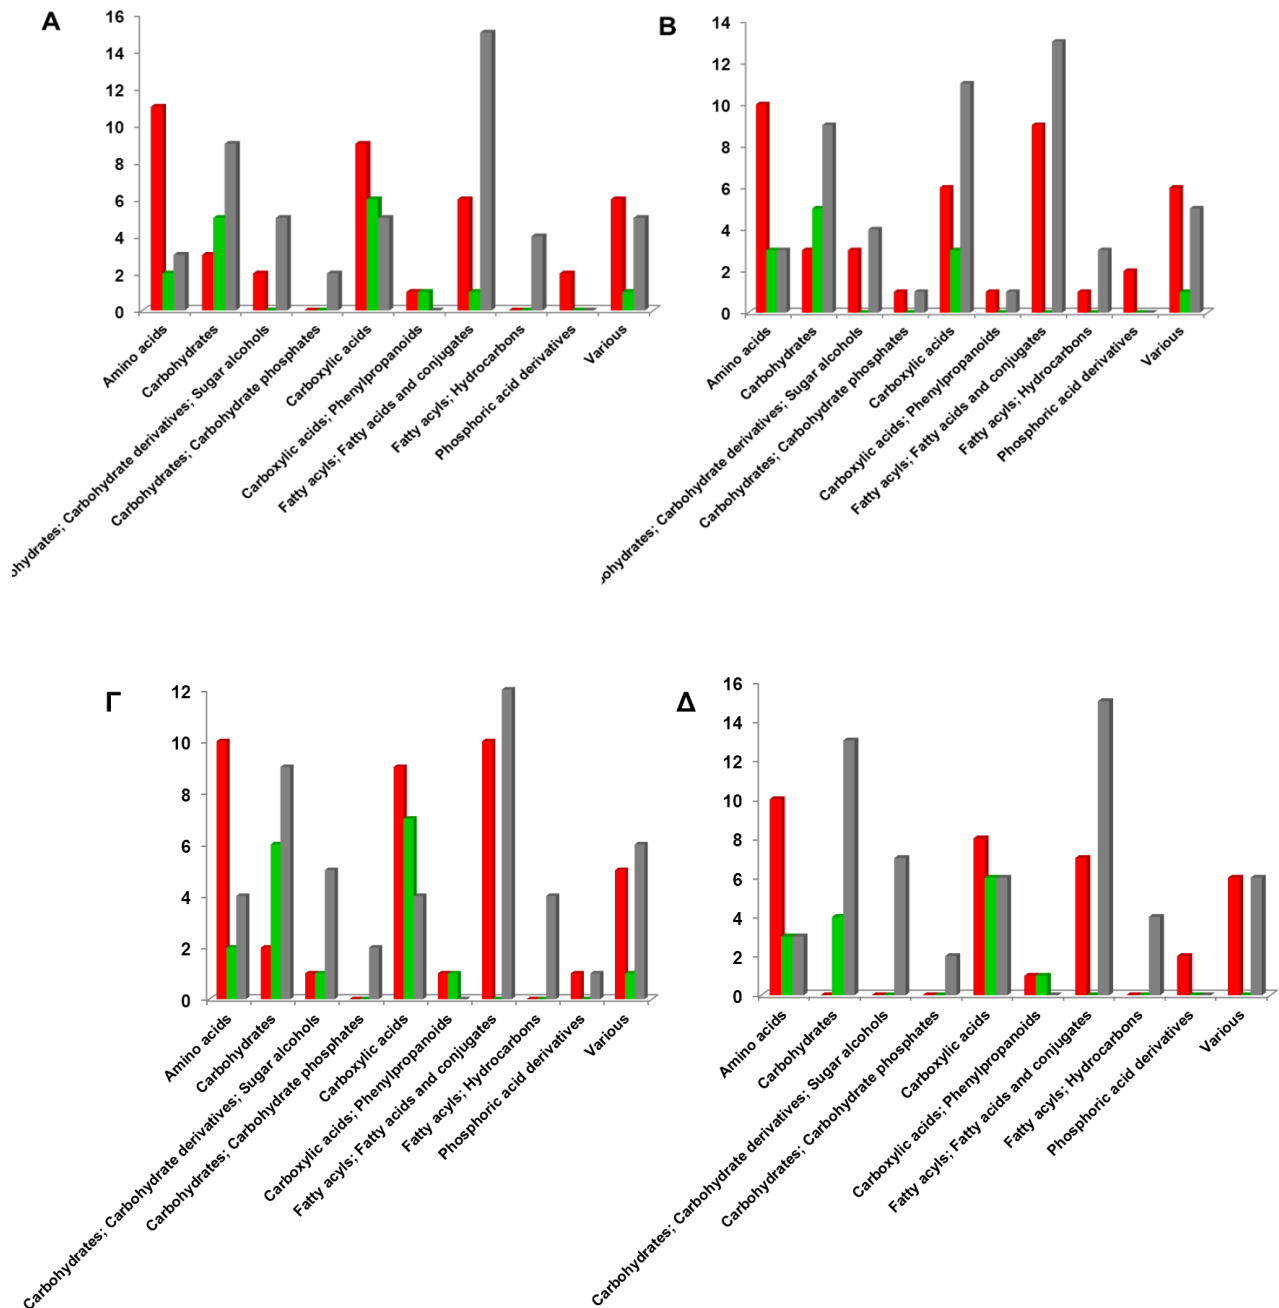 A
16
14
12
10
8
6
4
2
0
Amino acids
Carbohydrates
ohydrates; Carbohydrate derivatives; Sugar alcohols
Carbohydrates; Carbohydrate phosphates
Carboxylic acids
Carboxylic acids; Phenylpropanoids
Fatty acyls; Fatty acids and conjugates
Fatty acyls; Hydrocarbons
Phosphoric acid derivatives
Various
B
14
12
10
8
6
4
2
0
Amino acids
Carbohydrates
ohydrates; Carbohydrate derivatives; Sugar alcohols
Carbohydrates; Carbohydrate phosphates
Carboxylic acids
Carboxylic acids; Phenylpropanoids
Fatty acyls; Fatty acids and conjugates
Fatty acyls; Hydrocarbons
Phosphoric acid derivatives
Various
Γ
12
10
8
6
4
2
0
Amino acids
Carbohydrates
Carbohydrates; Carbohydrate derivatives; Sugar alcohols
Carbohydrates; Carbohydrate phosphates
Carboxylic acids
Carboxylic acids; Phenylpropanoids
Fatty acyls; Fatty acids and conjugates
Fatty acyls; Hydrocarbons
Phosphoric acid derivatives
Various
Δ
16
14
12
10
8
6
4
2
0
Amino acids
Carbohydrates
Carbohydrates; Carbohydrate derivatives; Sugar alcohols
Carbohydrates; Carbohydrate phosphates
Carboxylic acids
Carboxylic acids; Phenylpropanoids
Fatty acyls; Fatty acids and conjugates
Fatty acyls; Hydrocarbons
Phosphoric acid derivatives
Various